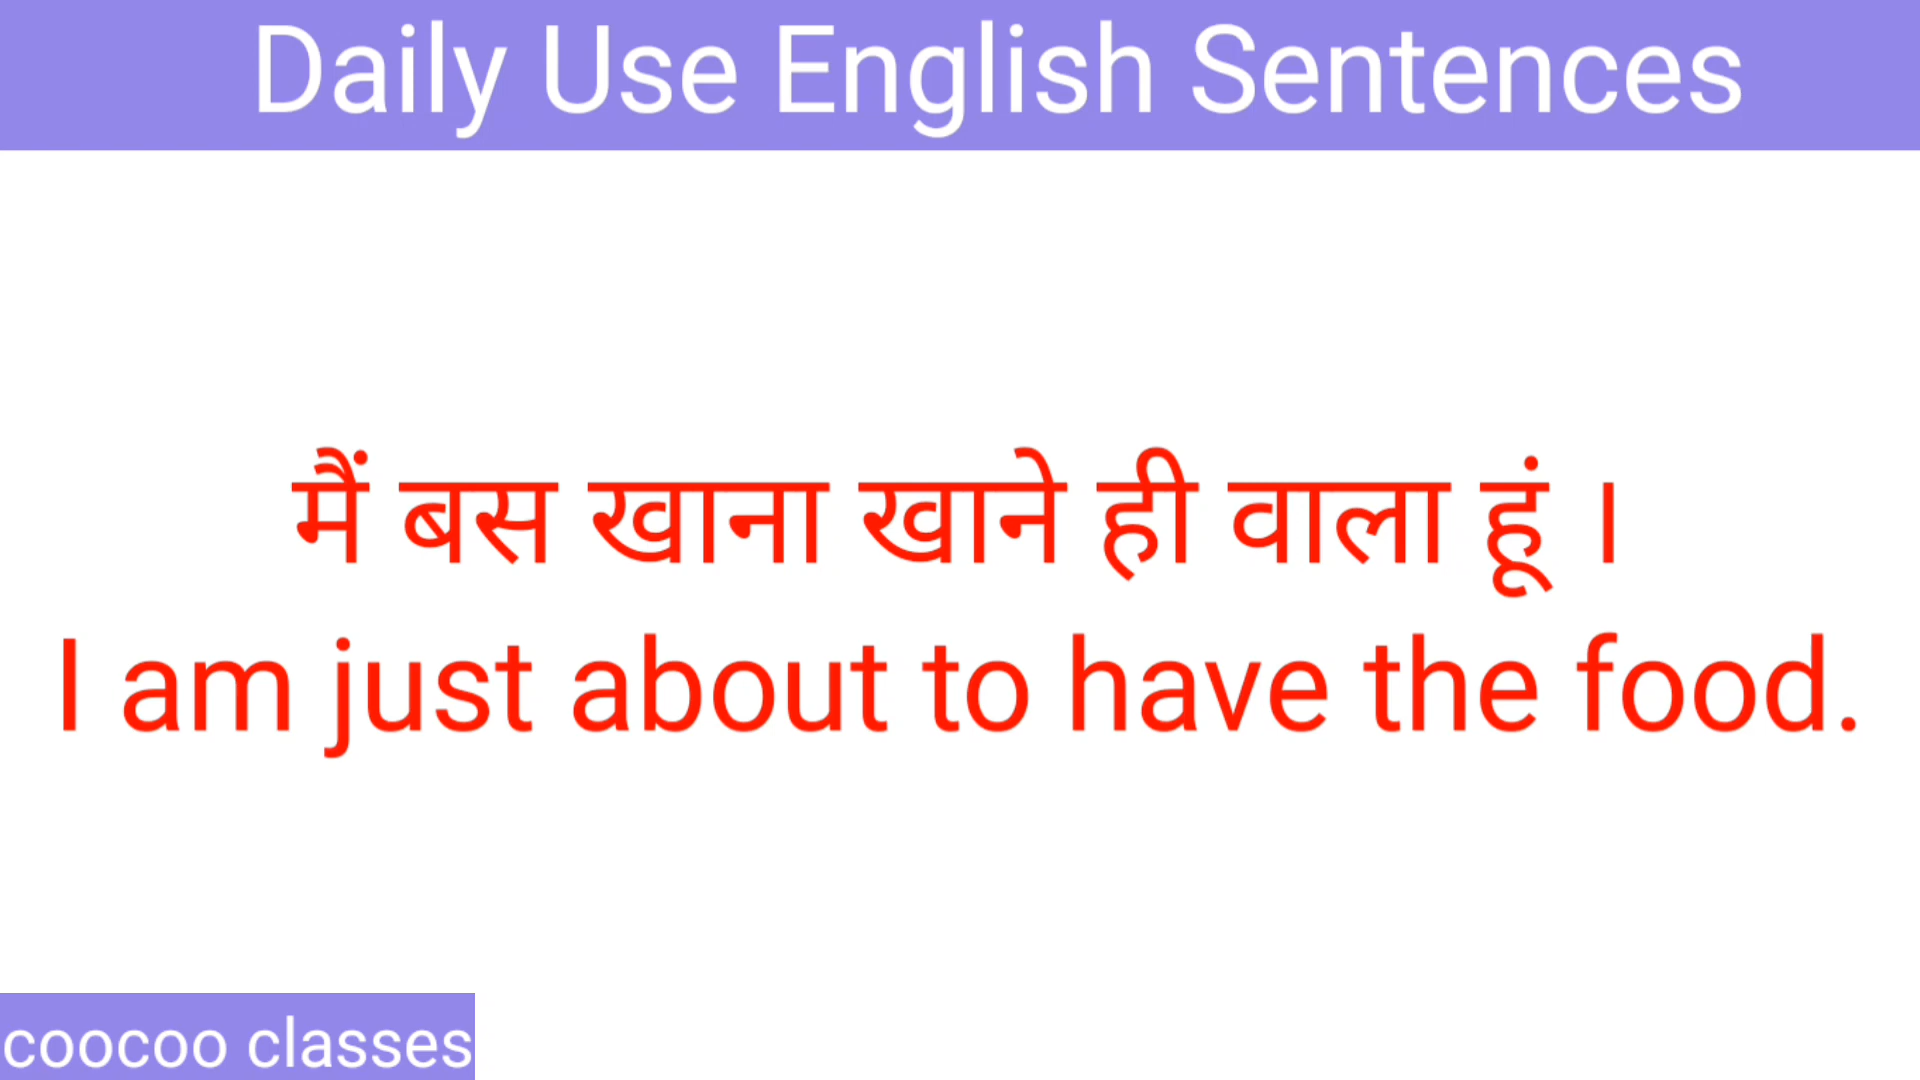 Daily Use English Sentences
मैं बस खाना खाने ही वाला हूं ।
I am just about to have the food.
coocoo classes